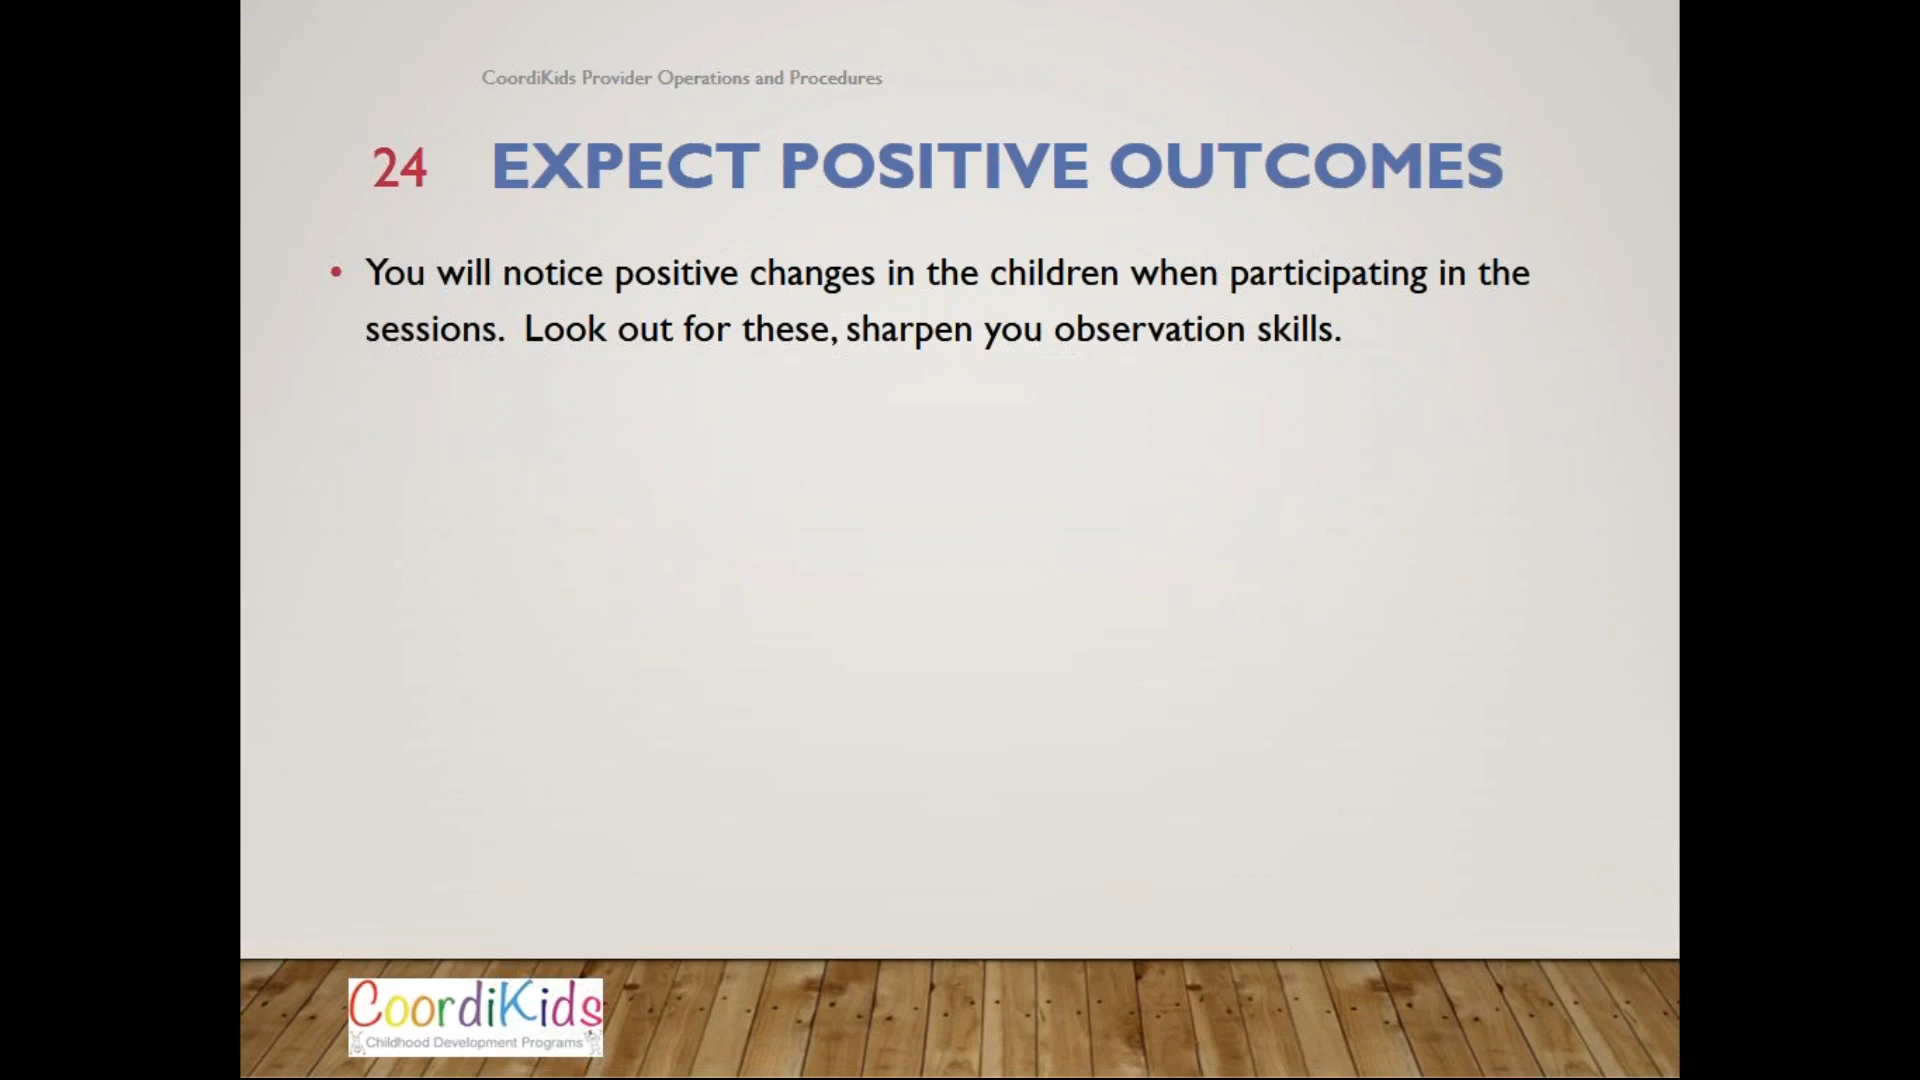 CoordiKids Provider Operations and Procedures
24 EXPECT POSITIVE OUTCOMES
• You will notice positive changes in the children when participating in the
sessions.  Look out for these, sharpen you observation skills.
CoordiKids
Childhood Development Programs